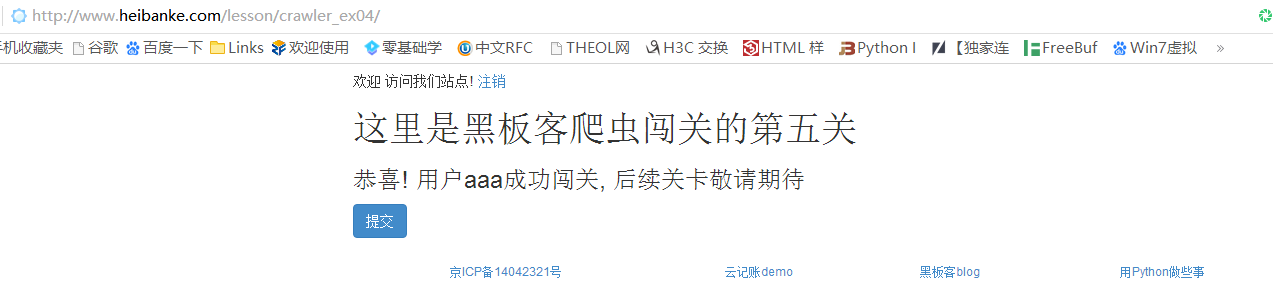 http://www.heibanke.com/lesson/crawler_ex04/
机收藏夹 谷歌 百度一下 Links 欢迎使用 零基础学 中文RFC THEOL网 H3C 交换 HTML 样 Python I 【独家连 FreeBuf Win7虚拟 »
欢迎 访问我们站点! 注销
这里是黑板客爬虫闯关的第五关
恭喜! 用户aaa成功闯关, 后续关卡敬请期待
提交
京ICP备14042321号 云记账demo 黑板客blog 用Python做些事